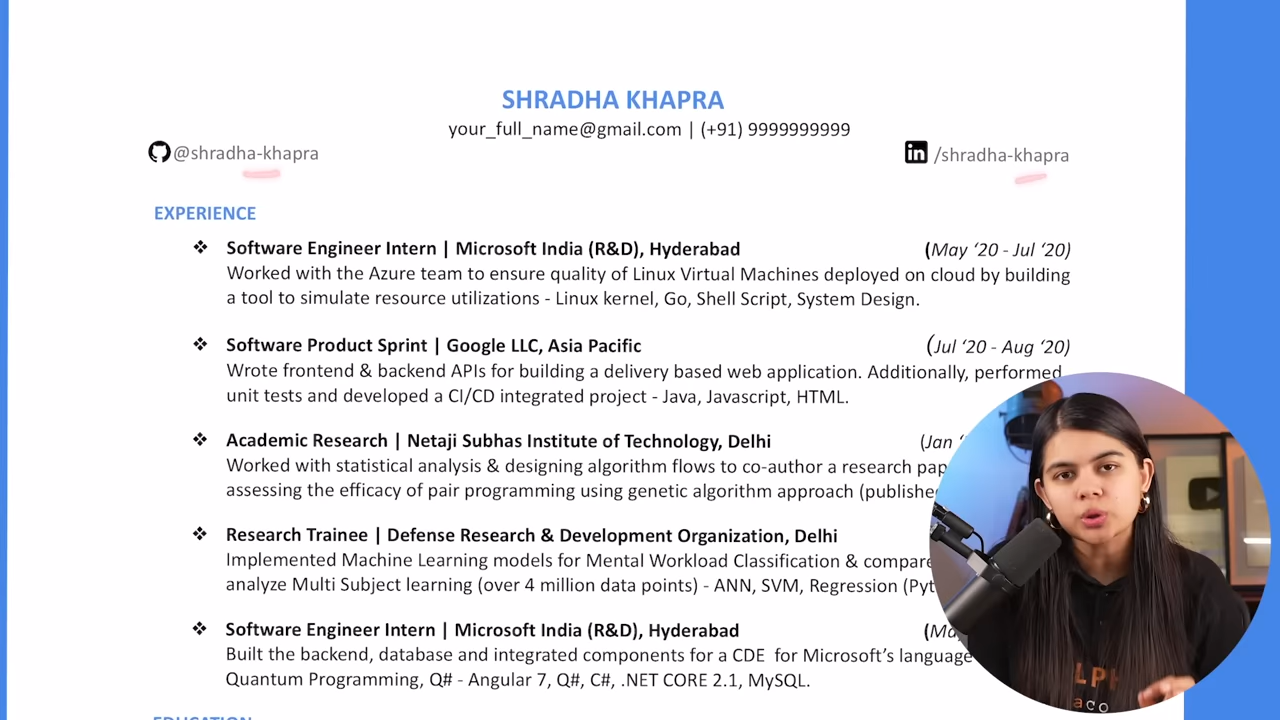 SHRADHA KHAPRA
your_full_name@gmail.com | (+91) 9999999999
@shradha-khapra
/shradha-khapra
EXPERIENCE
❖ Software Engineer Intern | Microsoft India (R&D), Hyderabad (May ‘20 - Jul ‘20)
Worked with the Azure team to ensure quality of Linux Virtual Machines deployed on cloud by building
a tool to simulate resource utilizations - Linux kernel, Go, Shell Script, System Design.
❖ Software Product Sprint | Google LLC, Asia Pacific (Jul ‘20 - Aug ‘20)
Wrote frontend & backend APIs for building a delivery based web application. Additionally, performed
unit tests and developed a CI/CD integrated project - Java, Javascript, HTML.
❖ Academic Research | Netaji Subhas Institute of Technology, Delhi (Jan
Worked with statistical analysis & designing algorithm flows to co-author a research
assessing the efficacy of pair programming using genetic algorithm approach
❖ Research Trainee | Defense Research & Development Organization, Delhi
Implemented Machine Learning models for Mental Workload Classification &
analyze Multi Subject learning (over 4 million data points) - ANN, SVM, Regression
❖ Software Engineer Intern | Microsoft India (R&D), Hyderabad
Built the backend, database and integrated components for a CDE for Microsoft’s language
Quantum Programming, Q# - Angular 7, Q#, C#, .NET CORE 2.1, MySQL.
EDUCATION